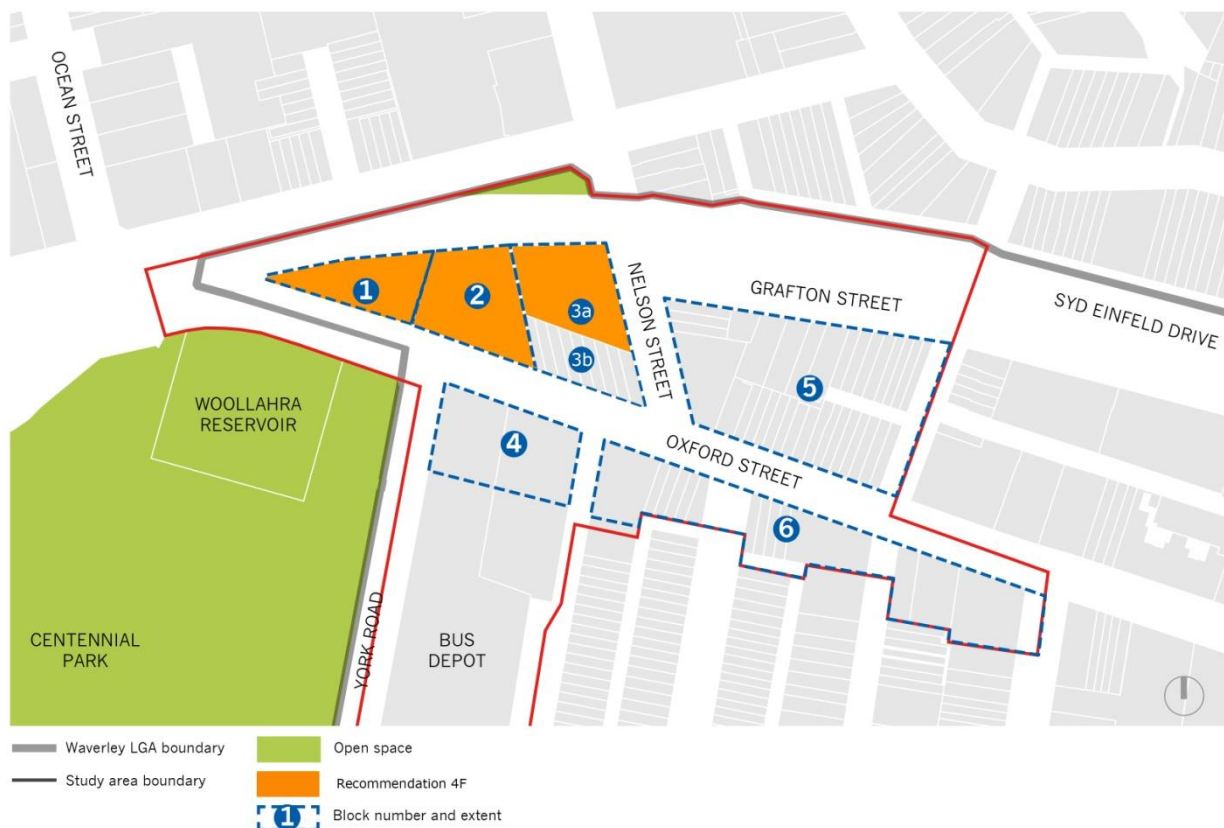 OCEAN STREET
NELSON STREET
GRAFTON STREET
SYD EINFELD DRIVE
1
2
3a
3b
5
WOOLLAHRA
RESERVOIR
4
OXFORD STREET
6
CENTENNIAL
PARK
YORK ROAD
BUS
DEPOT
Waverley LGA boundary
Open space
Study area boundary
Recommendation 4F
1
Block number and extent